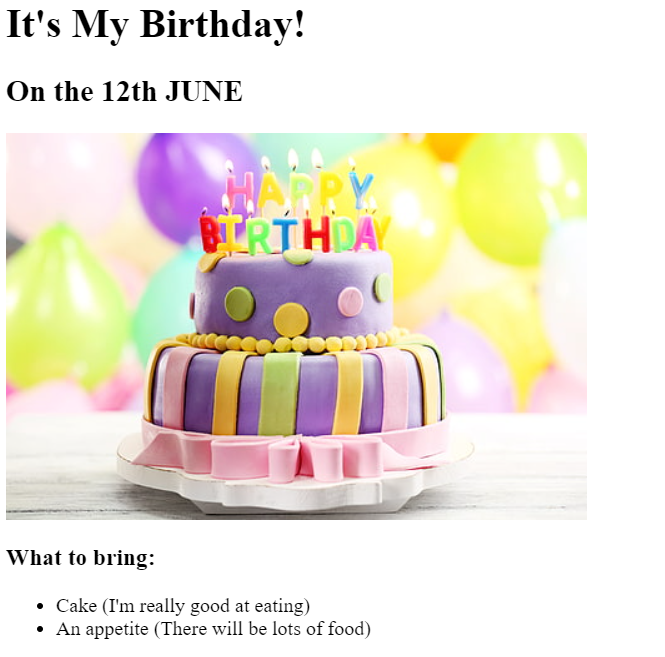 It's My Birthday!
On the 12th JUNE
HAPPY
BIRTHDAY
What to bring:
• Cake (I'm really good at eating)
• An appetite (There will be lots of food)